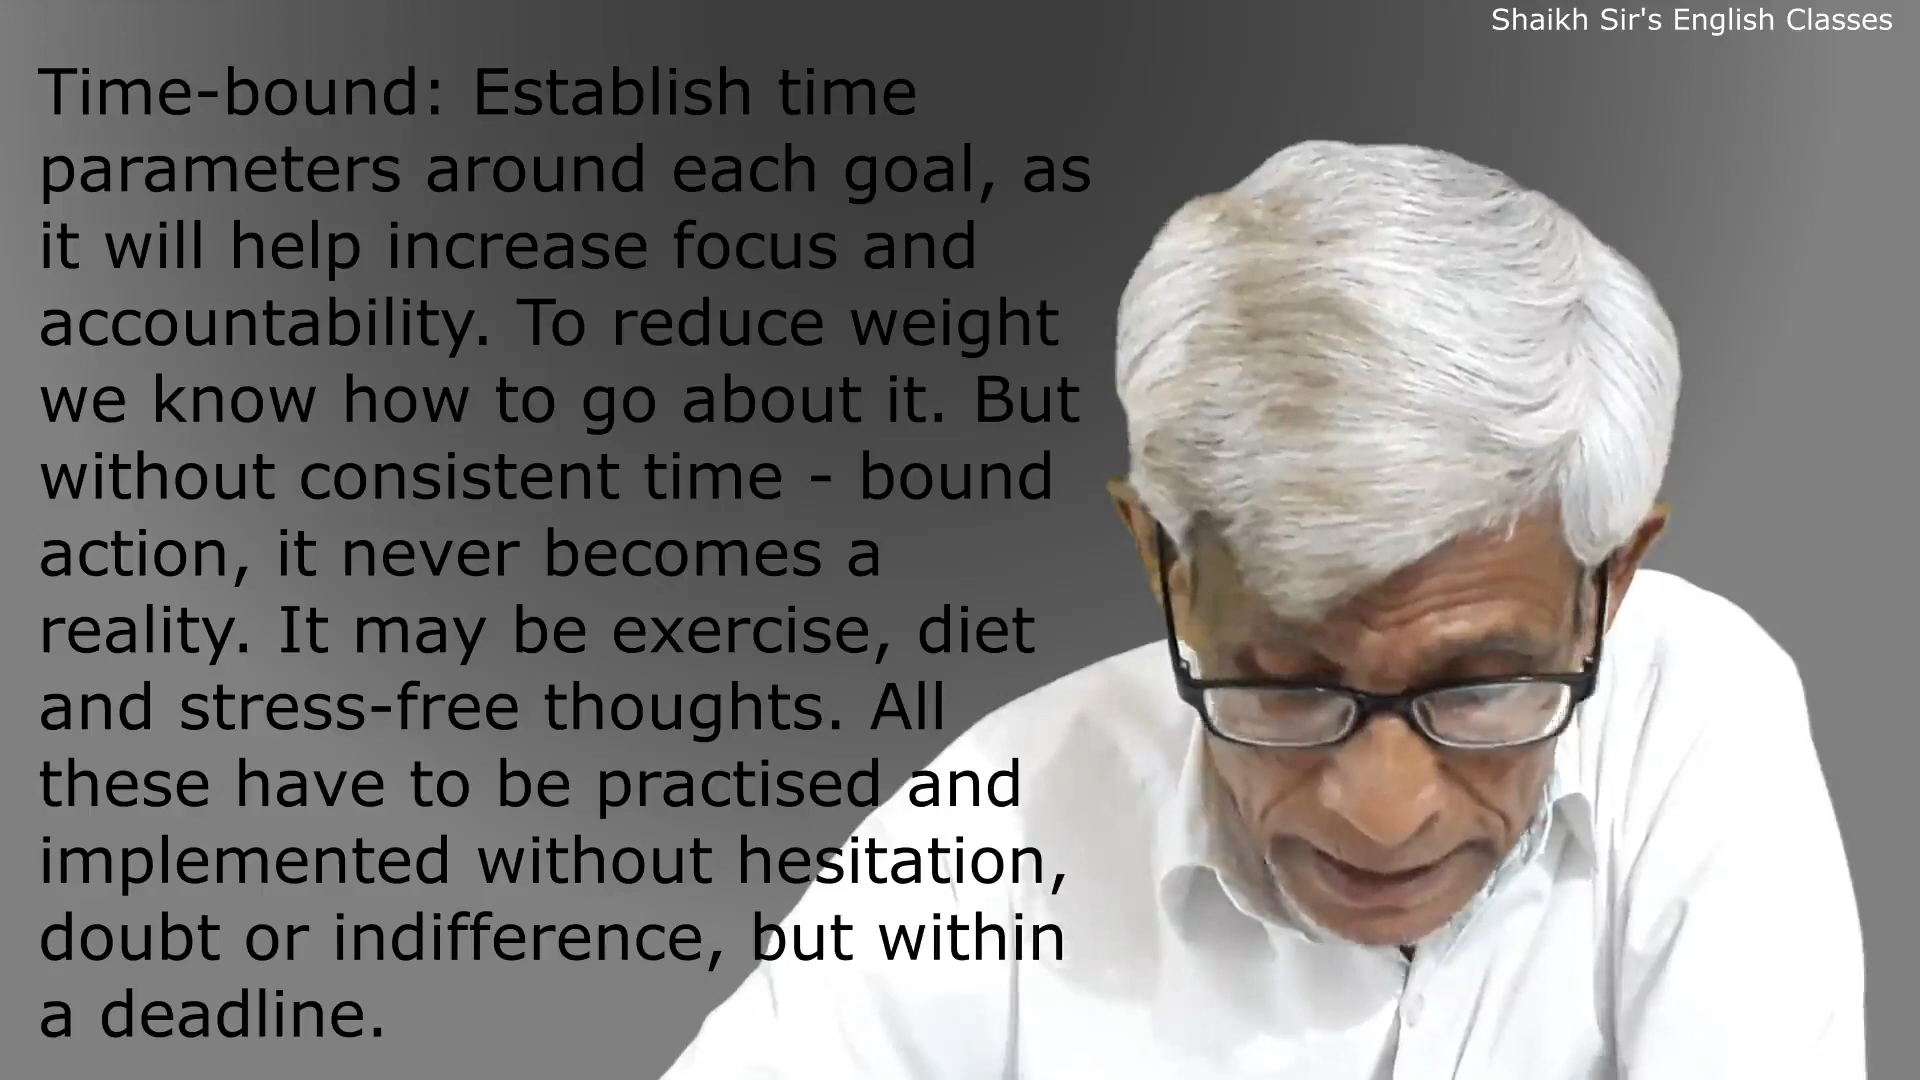 Shaikh Sir's English Classes
Time-bound: Establish time
parameters around each goal, as
it will help increase focus and
accountability. To reduce weight
we know how to go about it. But
without consistent time - bound
action, it never becomes a
reality. It may be exercise, diet
and stress-free thoughts. All
these have to be practised and
implemented without hesitation,
doubt or indifference, but within
a deadline.